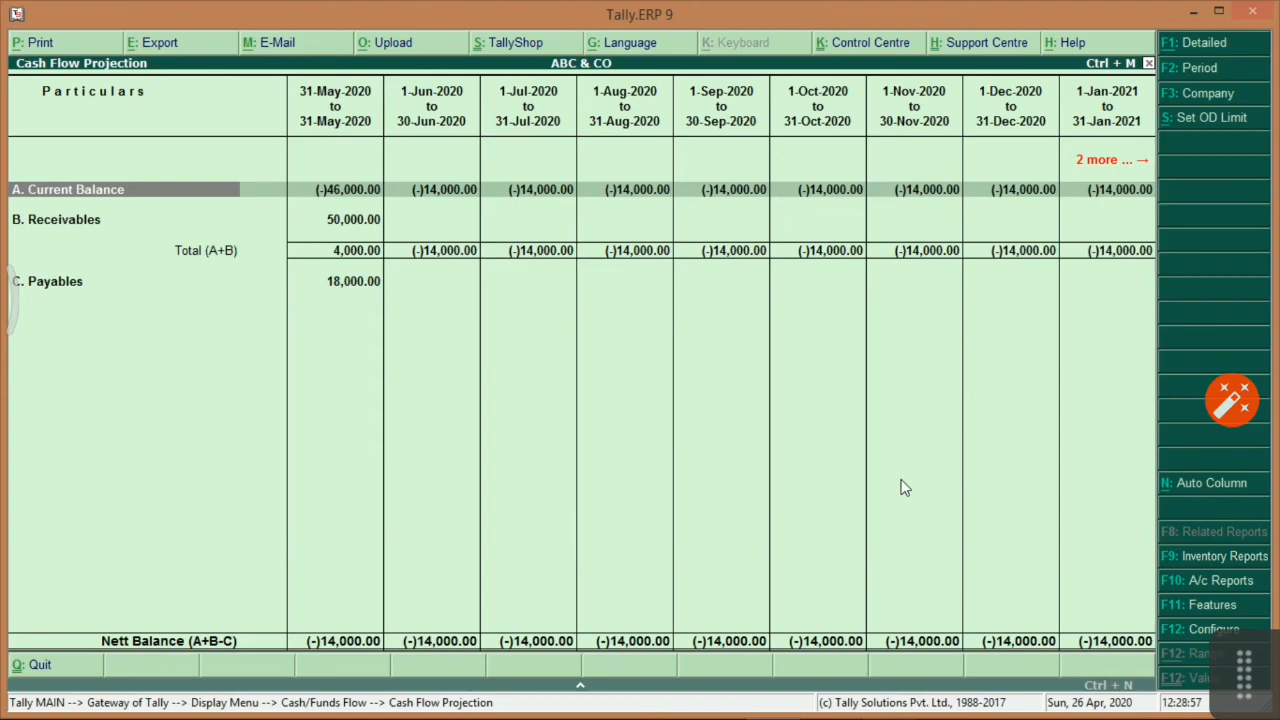 Tally.ERP 9
P: Print E: Export M: E-Mail O: Upload S: TallyShop G: Language K: Keyboard K: Control Centre H: Support Centre H: Help
Cash Flow Projection ABC & CO Ctrl + M
Particulars 31-May-2020 1-Jun-2020 1-Jul-2020 1-Aug-2020 1-Sep-2020 1-Oct-2020 1-Nov-2020 1-Dec-2020 1-Jan-2021
to to to to to to to to to
31-May-2020 30-Jun-2020 31-Jul-2020 31-Aug-2020 30-Sep-2020 31-Oct-2020 30-Nov-2020 31-Dec-2020 31-Jan-2021
2 more ... →
A. Current Balance (-)46,000.00 (-)14,000.00 (-)14,000.00 (-)14,000.00 (-)14,000.00 (-)14,000.00 (-)14,000.00 (-)14,000.00 (-)14,000.00
B. Receivables 50,000.00
Total (A+B) 4,000.00 (-)14,000.00 (-)14,000.00 (-)14,000.00 (-)14,000.00 (-)14,000.00 (-)14,000.00 (-)14,000.00 (-)14,000.00
C. Payables 18,000.00
Nett Balance (A+B-C) (-)14,000.00 (-)14,000.00 (-)14,000.00 (-)14,000.00 (-)14,000.00 (-)14,000.00 (-)14,000.00 (-)14,000.00 (-)14,000.00
F1: Detailed
F2: Period
F3: Company
S: Set OD Limit
N: Auto Column
F8: Related Reports
F9: Inventory Reports
F10: A/c Reports
F11: Features
F12: Configure
F12:
F12:
Q: Quit
Ctrl + N
Tally MAIN --> Gateway of Tally --> Display Menu --> Cash/Funds Flow --> Cash Flow Projection (c) Tally Solutions Pvt. Ltd., 1988-2017 Sun, 26 Apr, 2020 12:28:57